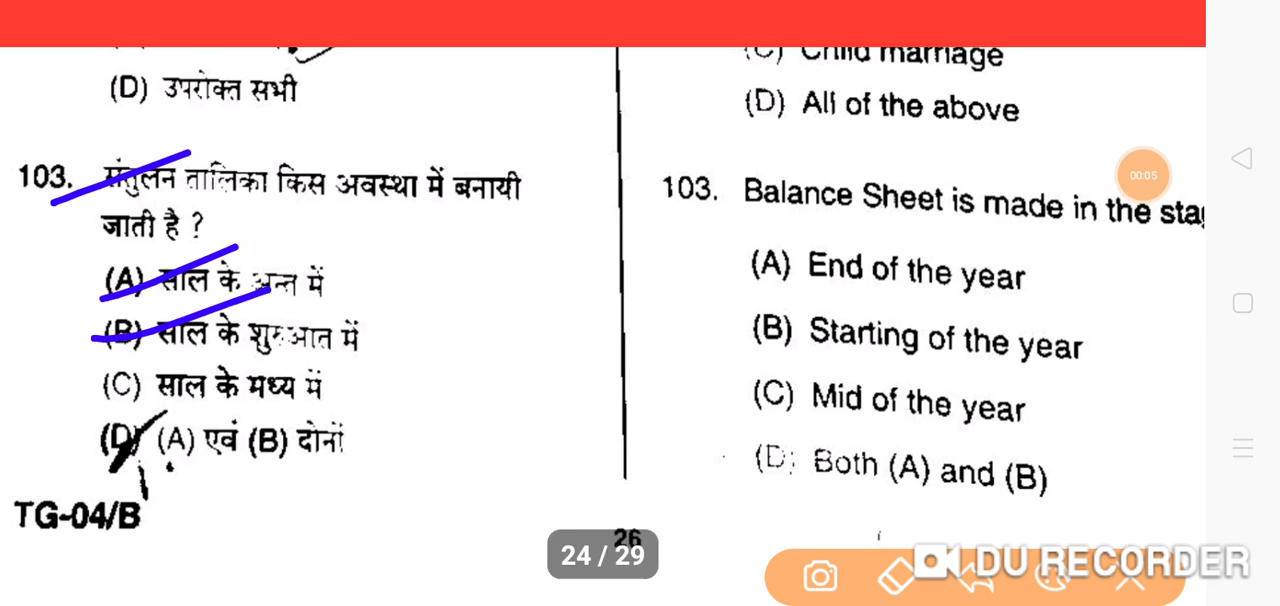 (D) उपरोक्त सभी
103. संतुलन तालिका किस अवस्था में बनायी
जाती है ?
(A) साल के अन्त में
(B) साल के शुरुआत में
(C) साल के मध्य में
(D) (A) एवं (B) दोनों
TG-04/B
(C) Child marriage
(D) All of the above
103. Balance Sheet is made in the
(A) End of the year
(B) Starting of the year
(C) Mid of the year
(D) Both (A) and (B)
26
24 / 29
00:05
DU RECORDER